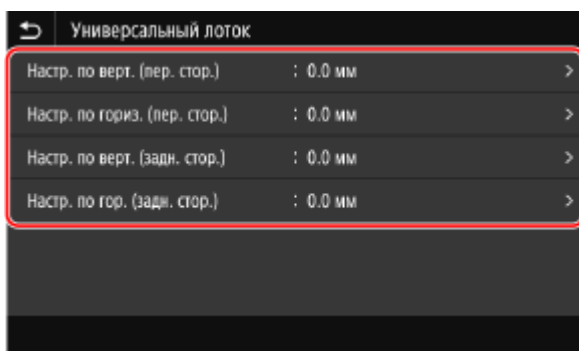 Универсальный лоток
Настр. по верт. (пер. стор.) : 0.0 мм >
Настр. по гориз. (пер. стор.) : 0.0 мм >
Настр. по верт. (задн. стор.) : 0.0 мм >
Настр. по гор. (задн. стор.) : 0.0 мм >